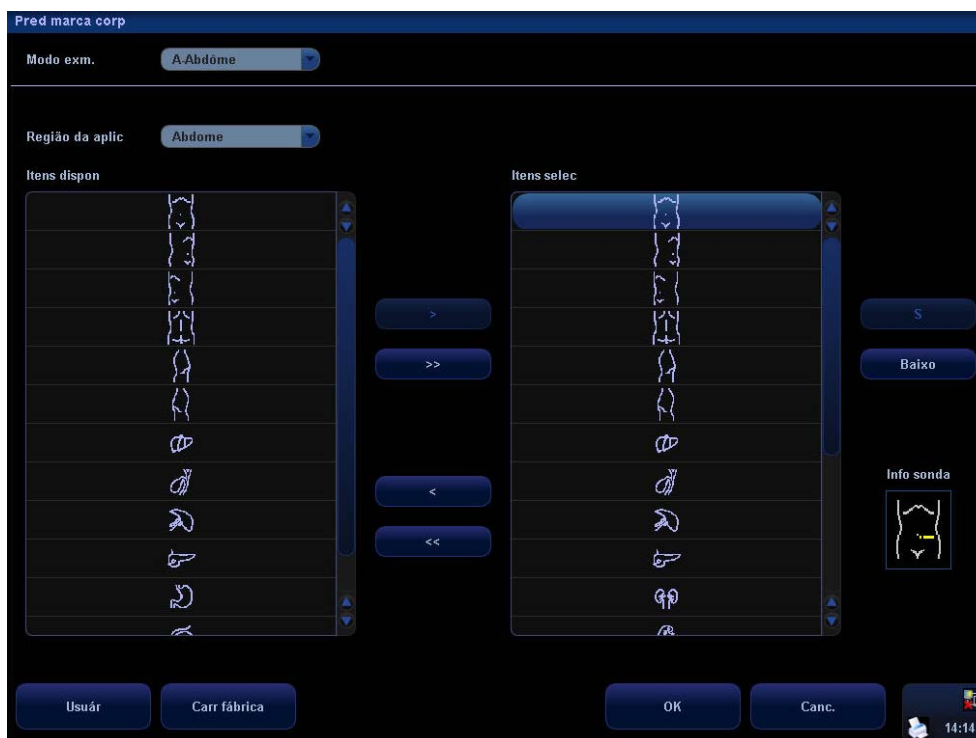 Pred marca corp
Modo exm. A-Abdôme
Região da aplic Abdome
Itens dispon Itens selec
> S
>> Baixo
Info sonda
<
<<
Usuár Carr fábrica OK Canc.
14:14